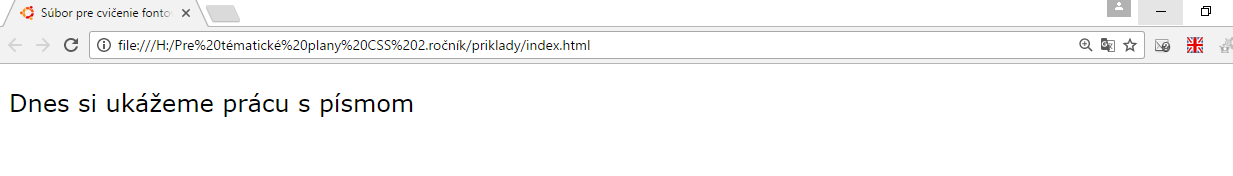 Súbor pre cvičenie fonto
file:///H:/Pre%20tématické%20plany%20CSS%202.ročník/priklady/index.html
Dnes si ukážeme prácu s písmom